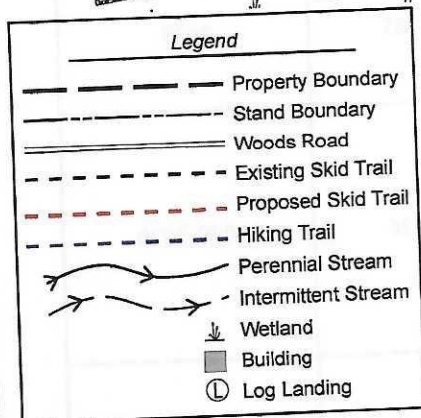 Legend
Property Boundary
Stand Boundary
Woods Road
Existing Skid Trail
Proposed Skid Trail
Hiking Trail
Perennial Stream
Intermittent Stream
Wetland
Building
L Log Landing